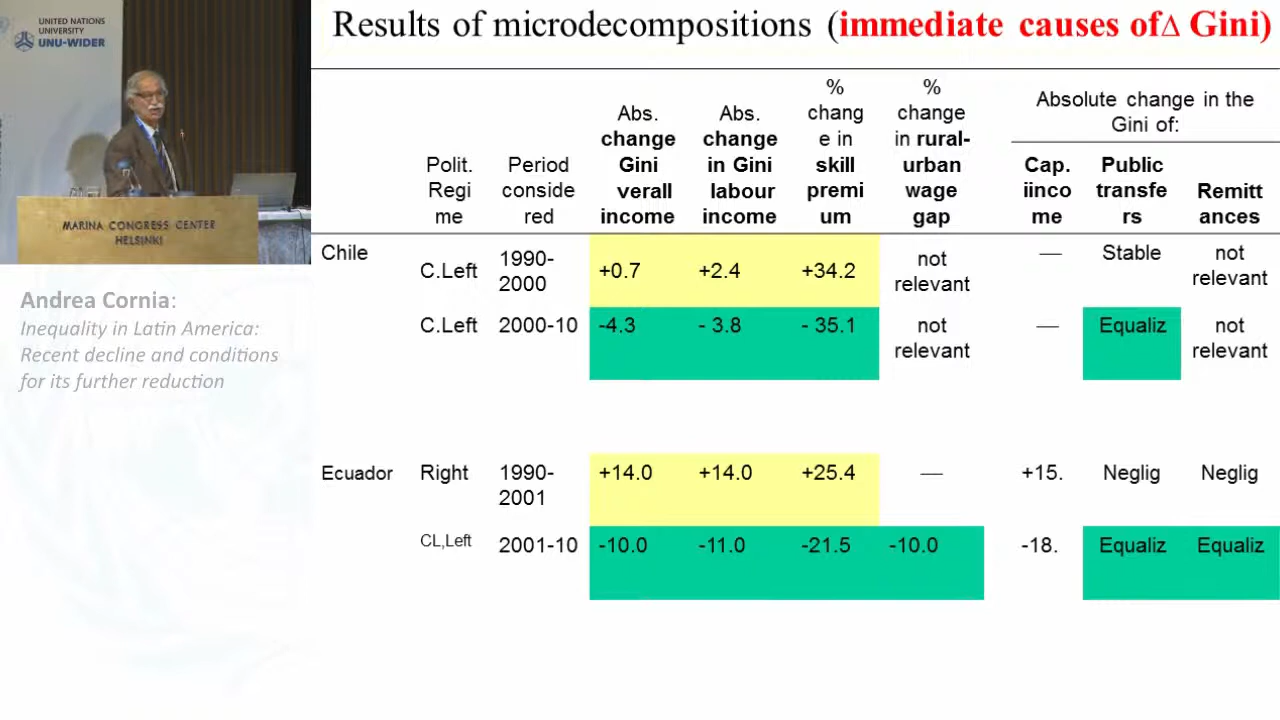 UNITED NATIONS
UNIVERSITY
UNU-WIDER
MARINA CONGRESS CENTER
HELSINKI
Andrea Cornia:
Inequality in Latin America:
Recent decline and conditions
for its further reduction
Results of microdecompositions (immediate causes of∆ Gini)
Polit.
Regi
me
Period
conside
red
Abs.
change
Gini
verall
income
Abs.
change
in Gini
labour
income
%
chang
e in
skill
premi
um
%
change
in rural-
urban
wage
gap
Absolute change in the
Gini of:
Cap.
iinco
me
Public
transfe
rs
Remitt
ances
Chile
C.Left
1990-
2000
+0.7
+2.4
+34.2
not
relevant
—
Stable
not
relevant
C.Left
2000-10
-4.3
- 3.8
- 35.1
not
relevant
—
Equaliz
not
relevant
Ecuador
Right
1990-
2001
+14.0
+14.0
+25.4
—
+15.
Neglig
Neglig
CL,Left
2001-10
-10.0
-11.0
-21.5
-10.0
-18.
Equaliz
Equaliz